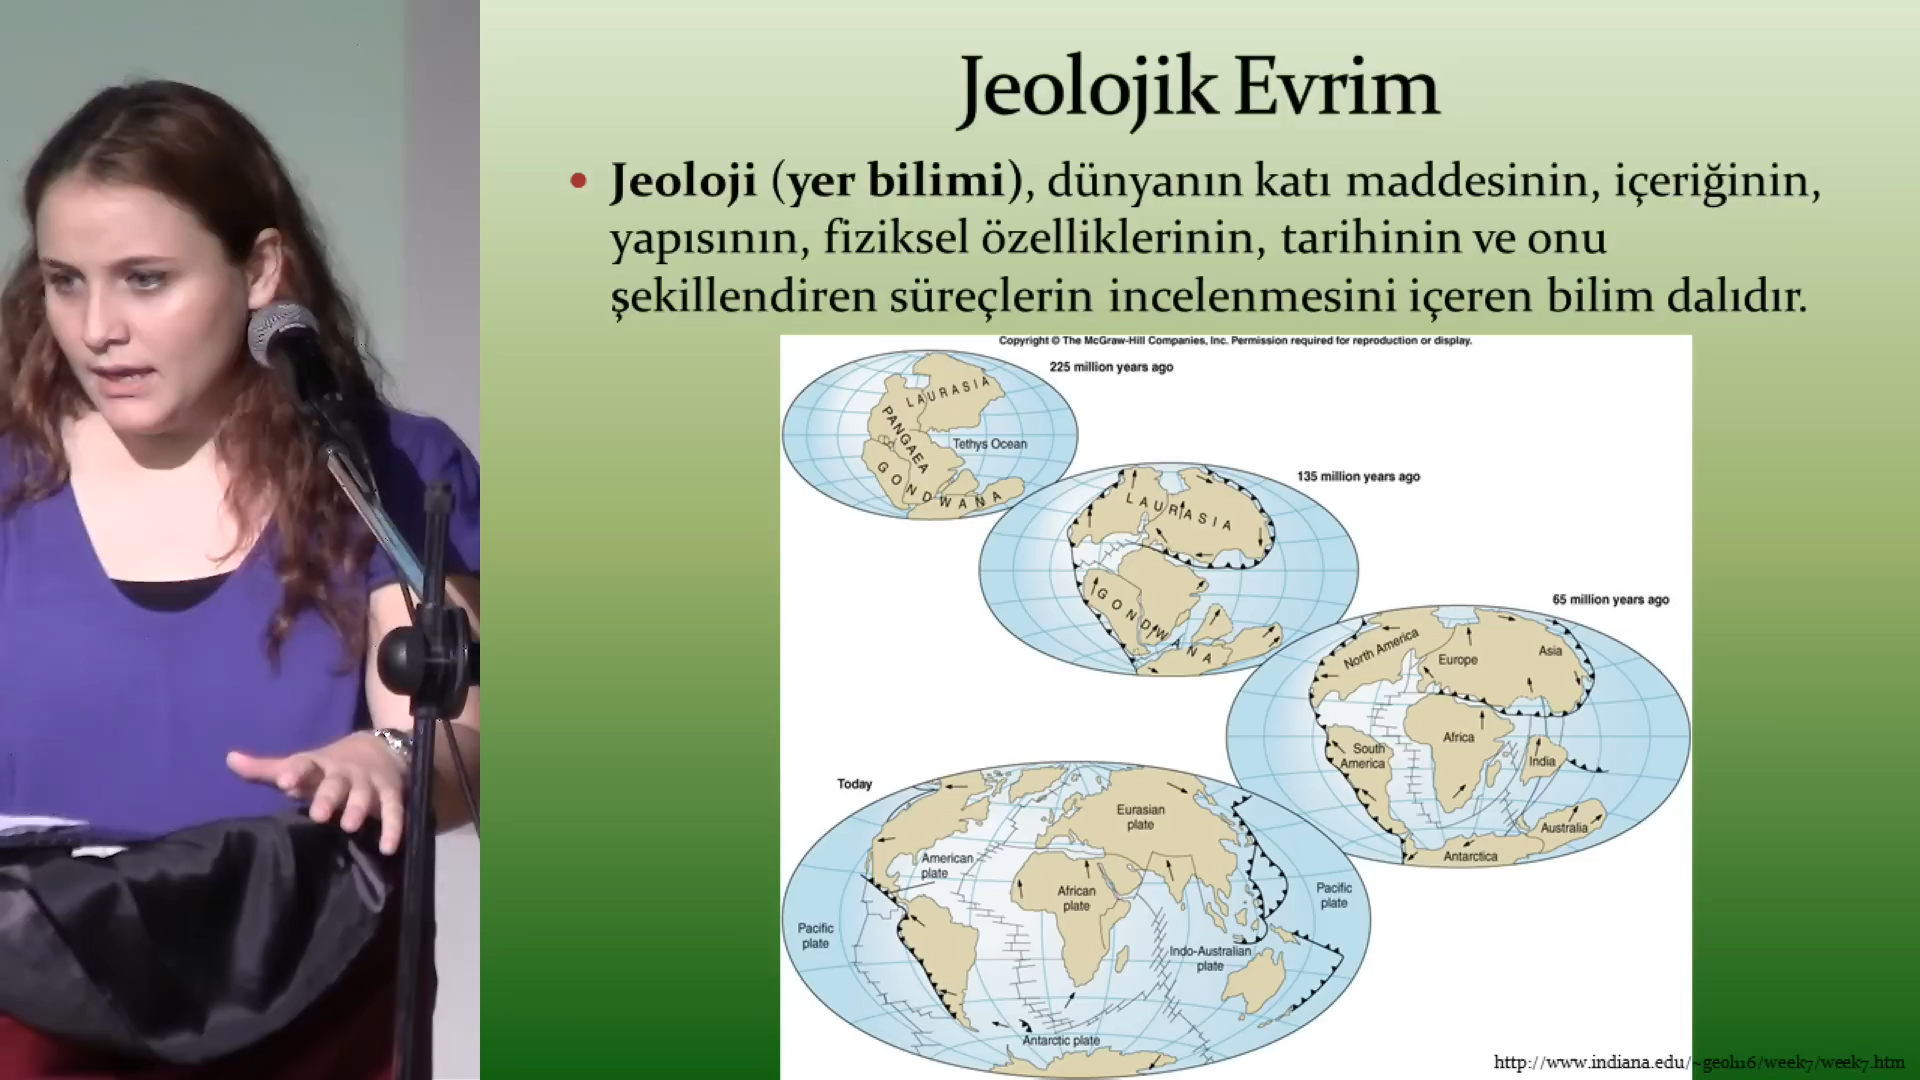 Jeolojik Evrim
• Jeoloji (yer bilimi), dünyanın katı maddesinin, içeriğinin,
yapısının, fiziksel özelliklerinin, tarihinin ve onu
şekillendiren süreçlerin incelenmesini içeren bilim dalıdır.
Copyright © The McGraw-Hill Companies, Inc. Permission required for reproduction or display.
225 million years ago
LAURASIA
PANGAEA
Tethys Ocean
GONDWANA
135 million years ago
LAURASIA
GONDWANA
65 million years ago
North America
Europe
Asia
Africa
South
America
India
Australia
Antarctica
Today
Eurasian
plate
American
plate
African
plate
Pacific
plate
Pacific
plate
Indo-Australian
plate
Antarctic plate
http://www.indiana.edu/~geol116/week7/week7.htm